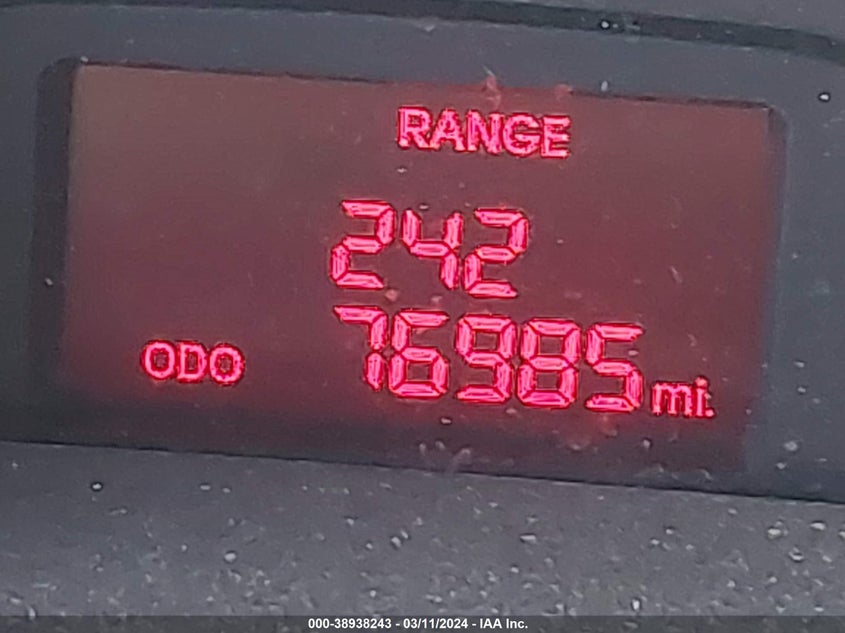 RANGE
242
ODO 76985 mi.
000-38938243 - 03/11/2024 - IAA Inc.